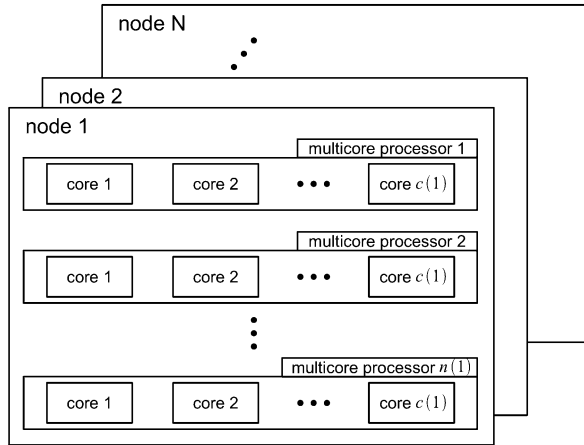 node N
node 2
node 1
multicore processor 1
core 1 core 2 ••• core c(1)
multicore processor 2
core 1 core 2 ••• core c(1)
multicore processor n(1)
core 1 core 2 ••• core c(1)